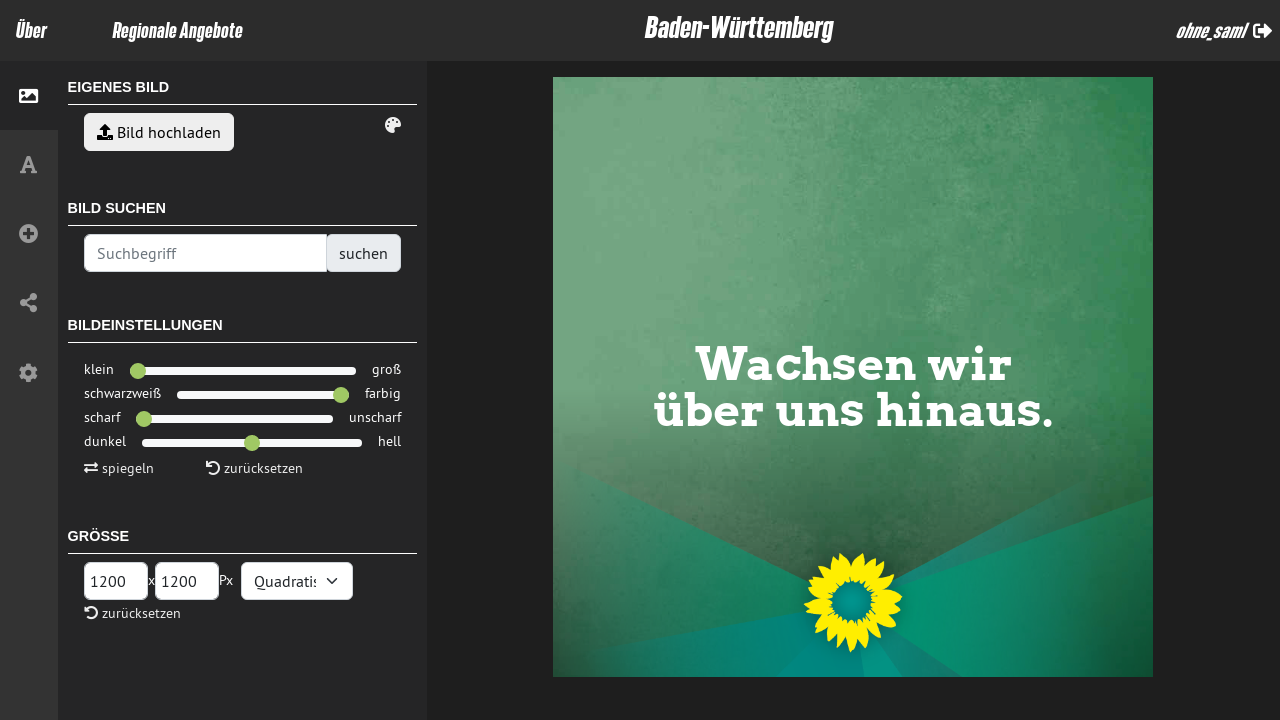 Über
Regionale Angebote
Baden-Württemberg
ohne_saml
EIGENES BILD
Bild hochladen
BILD SUCHEN
Suchbegriff
suchen
BILDEINSTELLUNGEN
klein
groß
schwarzweiß
farbig
scharf
unscharf
dunkel
hell
spiegeln
zurücksetzen
GRÖSSE
1200 x 1200 Px
Quadratis
zurücksetzen
Wachsen wir
über uns hinaus.